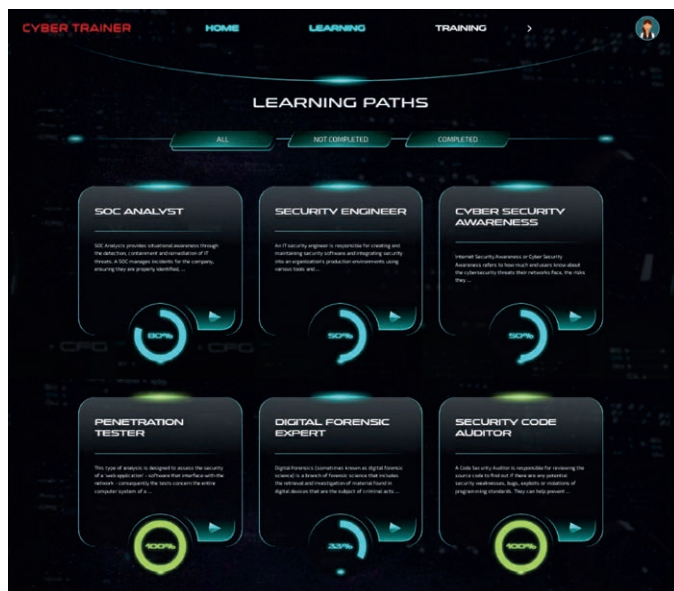 CYBER TRAINER
HOME
LEARNING
TRAINING
LEARNING PATHS
ALL
NOT COMPLETED
COMPLETED
SOC ANALYST
SOC Analysts provides situational awareness through
the detection, containment and remediation of IT
threats. A SOC manages incidents for the company,
ensuring they are properly identified, ...
80%
SECURITY ENGINEER
An IT security engineer is responsible for creating and
maintaining security software and integrating security
into an organization's production environments using
various tools and ...
50%
CYBER SECURITY
AWARENESS
Internet Security Awareness or Cyber Security
Awareness refers to how much end users know about
the cybersecurity threats their networks face, the risks
they ...
50%
PENETRATION
TESTER
This type of analysis is designed to assess the security
of a 'web application' - software that interface with the
network - consequently the tests concern the entire
computer system of a ...
100%
DIGITAL FORENSIC
EXPERT
Digital Forensics (sometimes known as digital forensic
science) is a branch of forensic science that includes
the retrieval and investigation of material found in
digital devices that are the subject of criminal acts ...
33%
SECURITY CODE
AUDITOR
A Code Security Auditor is responsible for reviewing the
source code to find out if there are any potential
security weaknesses, bugs, exploits or violations of
programming standards. They can help prevent ...
100%